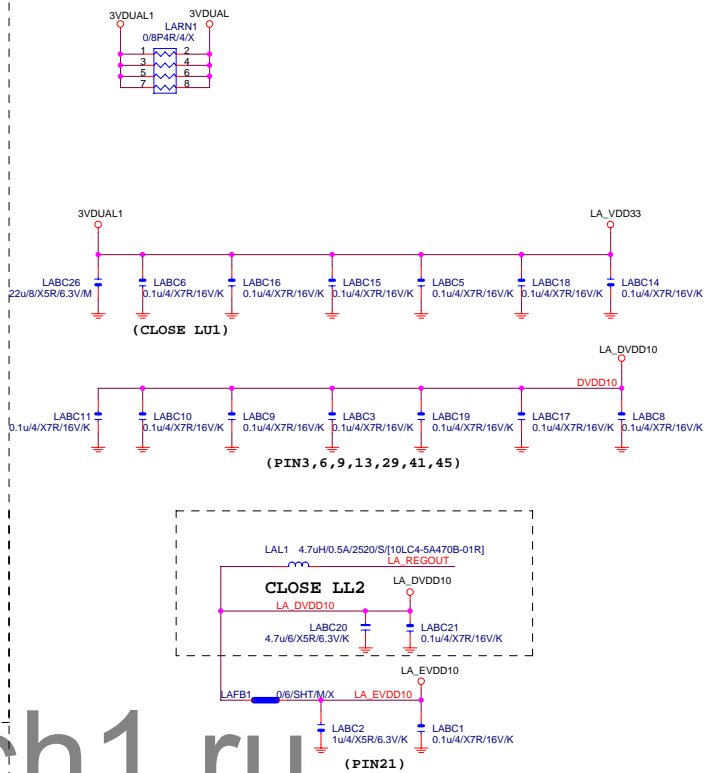 3VDUAL1 3VDUAL
LARN1
0/8P4R/4/X
1 2
3 4
5 6
7 8
3VDUAL1 LA_VDD33
LABC26 LABC6 LABC16 LABC15 LABC5 LABC18 LABC14
22u/8/X5R/6.3V/M 0.1u/4/X7R/16V/K 0.1u/4/X7R/16V/K 0.1u/4/X7R/16V/K 0.1u/4/X7R/16V/K 0.1u/4/X7R/16V/K 0.1u/4/X7R/16V/K
(CLOSE LU1)
LA_DVDD10
DVDD10
LABC11 LABC10 LABC9 LABC3 LABC19 LABC17 LABC8
0.1u/4/X7R/16V/K 0.1u/4/X7R/16V/K 0.1u/4/X7R/16V/K 0.1u/4/X7R/16V/K 0.1u/4/X7R/16V/K 0.1u/4/X7R/16V/K 0.1u/4/X7R/16V/K
(PIN3,6,9,13,29,41,45)
LAL1 4.7uH/0.5A/2520/S/[10LC4-5A470B-01R]
LA_REGOUT
CLOSE LL2 LA_DVDD10
LA_DVDD10
LABC20 LABC21
4.7u/6/X5R/6.3V/K 0.1u/4/X7R/16V/K
LA_EVDD10
LAFB1 0/6/SHT/M/X LA_EVDD10
LABC2 LABC1
1u/4/X5R/6.3V/K 0.1u/4/X7R/16V/K
(PIN21)
ch1.ru